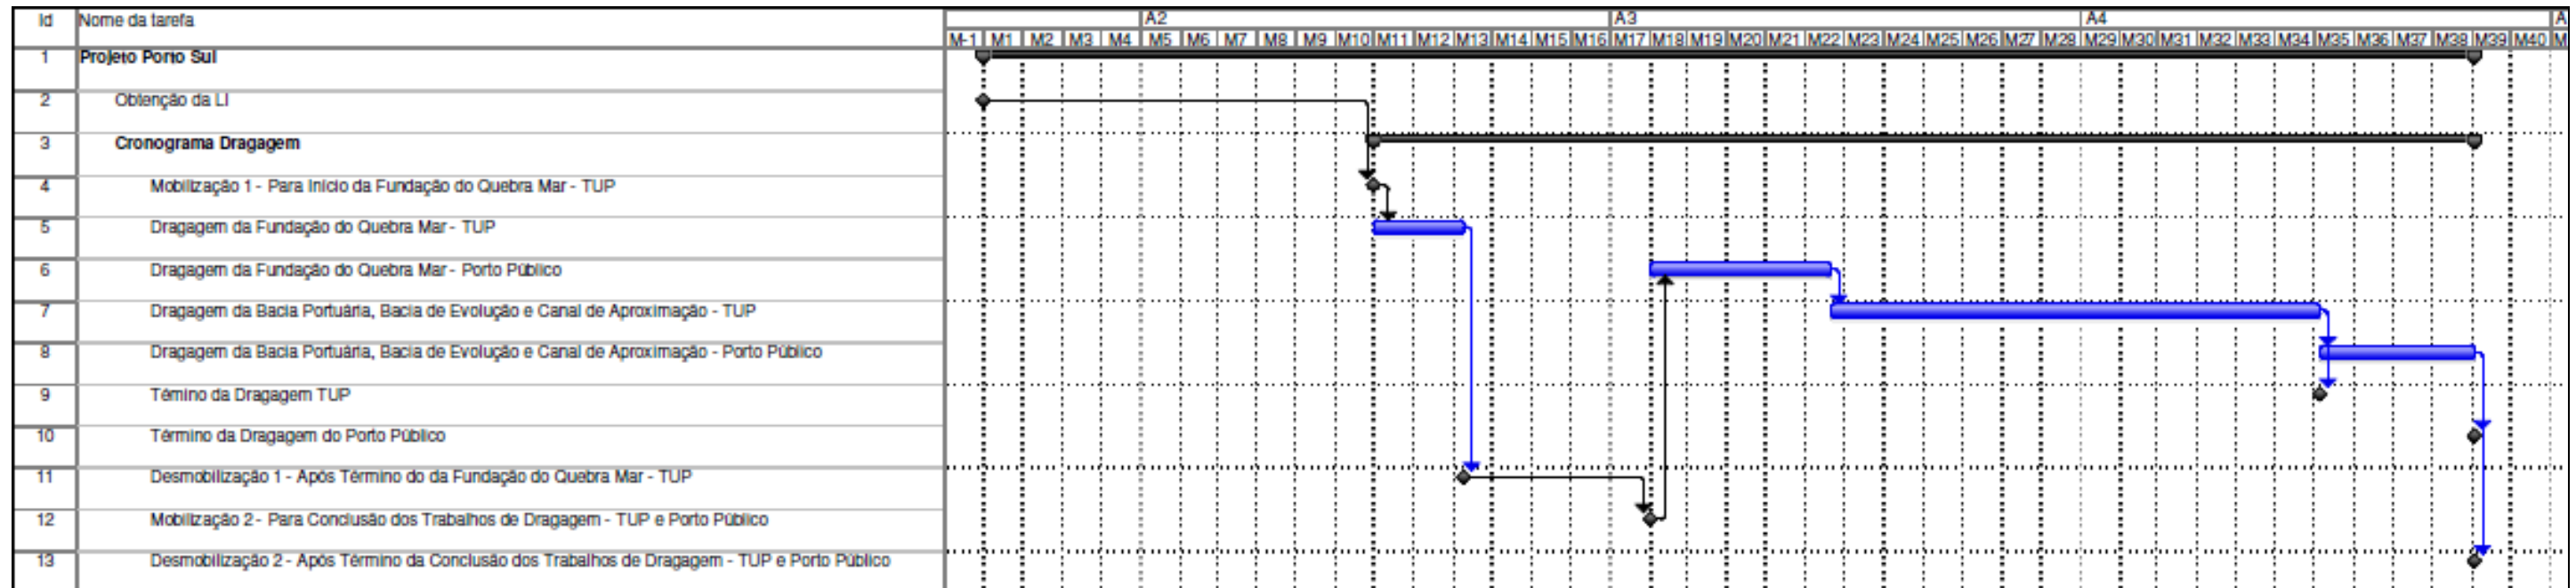 Id Nome da tarefa A2 A3 A4 A
M-1 M1 M2 M3 M4 M5 M6 M7 M8 M9 M10 M11 M12 M13 M14 M15 M16 M17 M18 M19 M20 M21 M22 M23 M24 M25 M26 M27 M28 M29 M30 M31 M32 M33 M34 M35 M36 M37 M38 M39 M40 M
1 Projeto Porto Sul
2 Obtenção da LI
3 Cronograma Dragagem
4 Mobilização 1 - Para Início da Fundação do Quebra Mar - TUP
5 Dragagem da Fundação do Quebra Mar - TUP
6 Dragagem da Fundação do Quebra Mar - Porto Público
7 Dragagem da Bacia Portuária, Bacia de Evolução e Canal de Aproximação - TUP
8 Dragagem da Bacia Portuária, Bacia de Evolução e Canal de Aproximação - Porto Público
9 Témino da Dragagem TUP
10 Término da Dragagem do Porto Público
11 Desmobilização 1 - Após Término do da Fundação do Quebra Mar - TUP
12 Mobilização 2 - Para Conclusão dos Trabalhos de Dragagem - TUP e Porto Público
13 Desmobilização 2 - Após Término da Conclusão dos Trabalhos de Dragagem - TUP e Porto Público